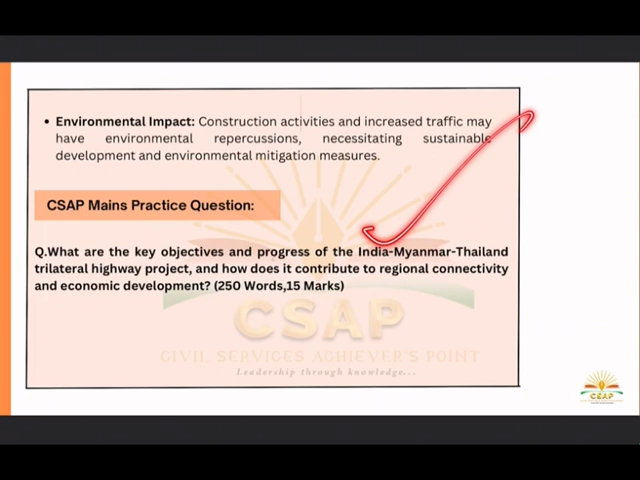 • Environmental Impact: Construction activities and increased traffic may
have environmental repercussions, necessitating sustainable
development and environmental mitigation measures.
CSAP Mains Practice Question:
Q.What are the key objectives and progress of the India-Myanmar-Thailand
trilateral highway project, and how does it contribute to regional connectivity
and economic development? (250 Words,15 Marks)
CSAP
CIVIL SERVICES ACHIEVER'S POINT
Leadership through knowledge...
CSAP